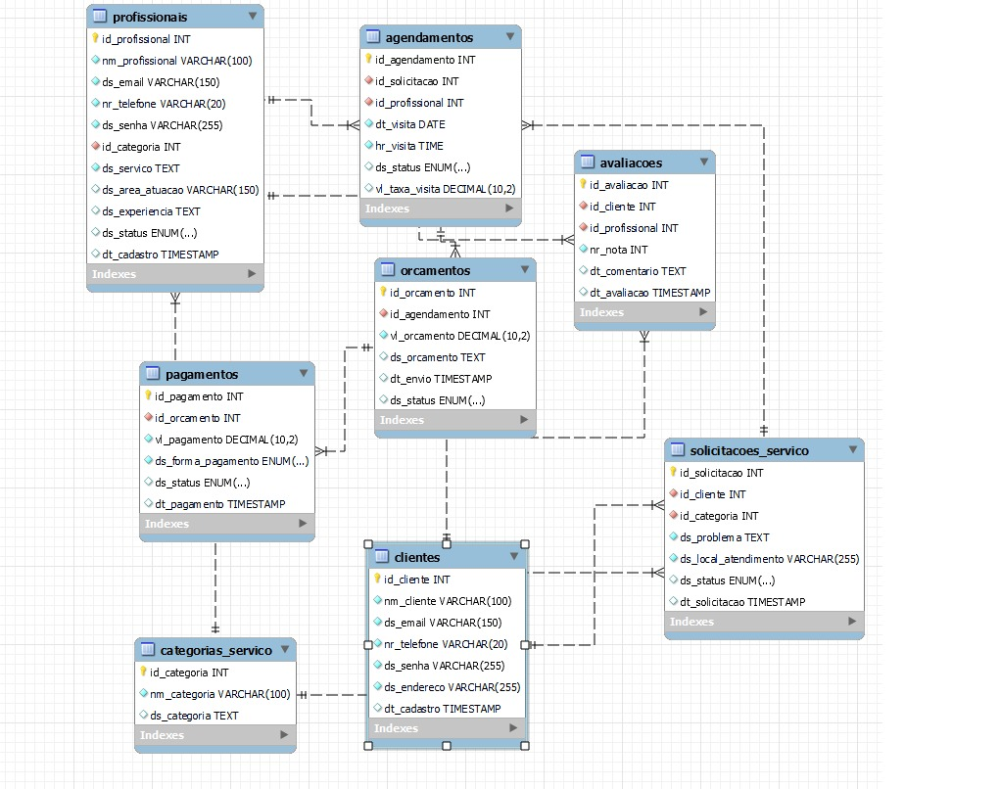 profissionais
id_profissional INT
nm_profissional VARCHAR(100)
ds_email VARCHAR(150)
nr_telefone VARCHAR(20)
ds_senha VARCHAR(255)
id_categoria INT
ds_servico TEXT
ds_area_atuacao VARCHAR(150)
ds_experiencia TEXT
ds_status ENUM(...)
dt_cadastro TIMESTAMP
Indexes
agendamentos
id_agendamento INT
id_solicitacao INT
id_profissional INT
dt_visita DATE
hr_visita TIME
ds_status ENUM(...)
vl_taxa_visita DECIMAL(10,2)
Indexes
avaliacoes
id_avaliacao INT
id_cliente INT
id_profissional INT
nr_nota INT
dt_comentario TEXT
dt_avaliacao TIMESTAMP
Indexes
orcamentos
id_orcamento INT
id_agendamento INT
vl_orcamento DECIMAL(10,2)
ds_orcamento TEXT
dt_envio TIMESTAMP
ds_status ENUM(...)
Indexes
pagamentos
id_pagamento INT
id_orcamento INT
vl_pagamento DECIMAL(10,2)
ds_forma_pagamento ENUM(...)
ds_status ENUM(...)
dt_pagamento TIMESTAMP
Indexes
solicitacoes_servico
id_solicitacao INT
id_cliente INT
id_categoria INT
ds_problema TEXT
ds_local_atendimento VARCHAR(255)
ds_status ENUM(...)
dt_solicitacao TIMESTAMP
Indexes
clientes
id_cliente INT
nm_cliente VARCHAR(100)
ds_email VARCHAR(150)
nr_telefone VARCHAR(20)
ds_senha VARCHAR(255)
ds_endereco VARCHAR(255)
dt_cadastro TIMESTAMP
Indexes
categorias_servico
id_categoria INT
nm_categoria VARCHAR(100)
ds_categoria TEXT
Indexes